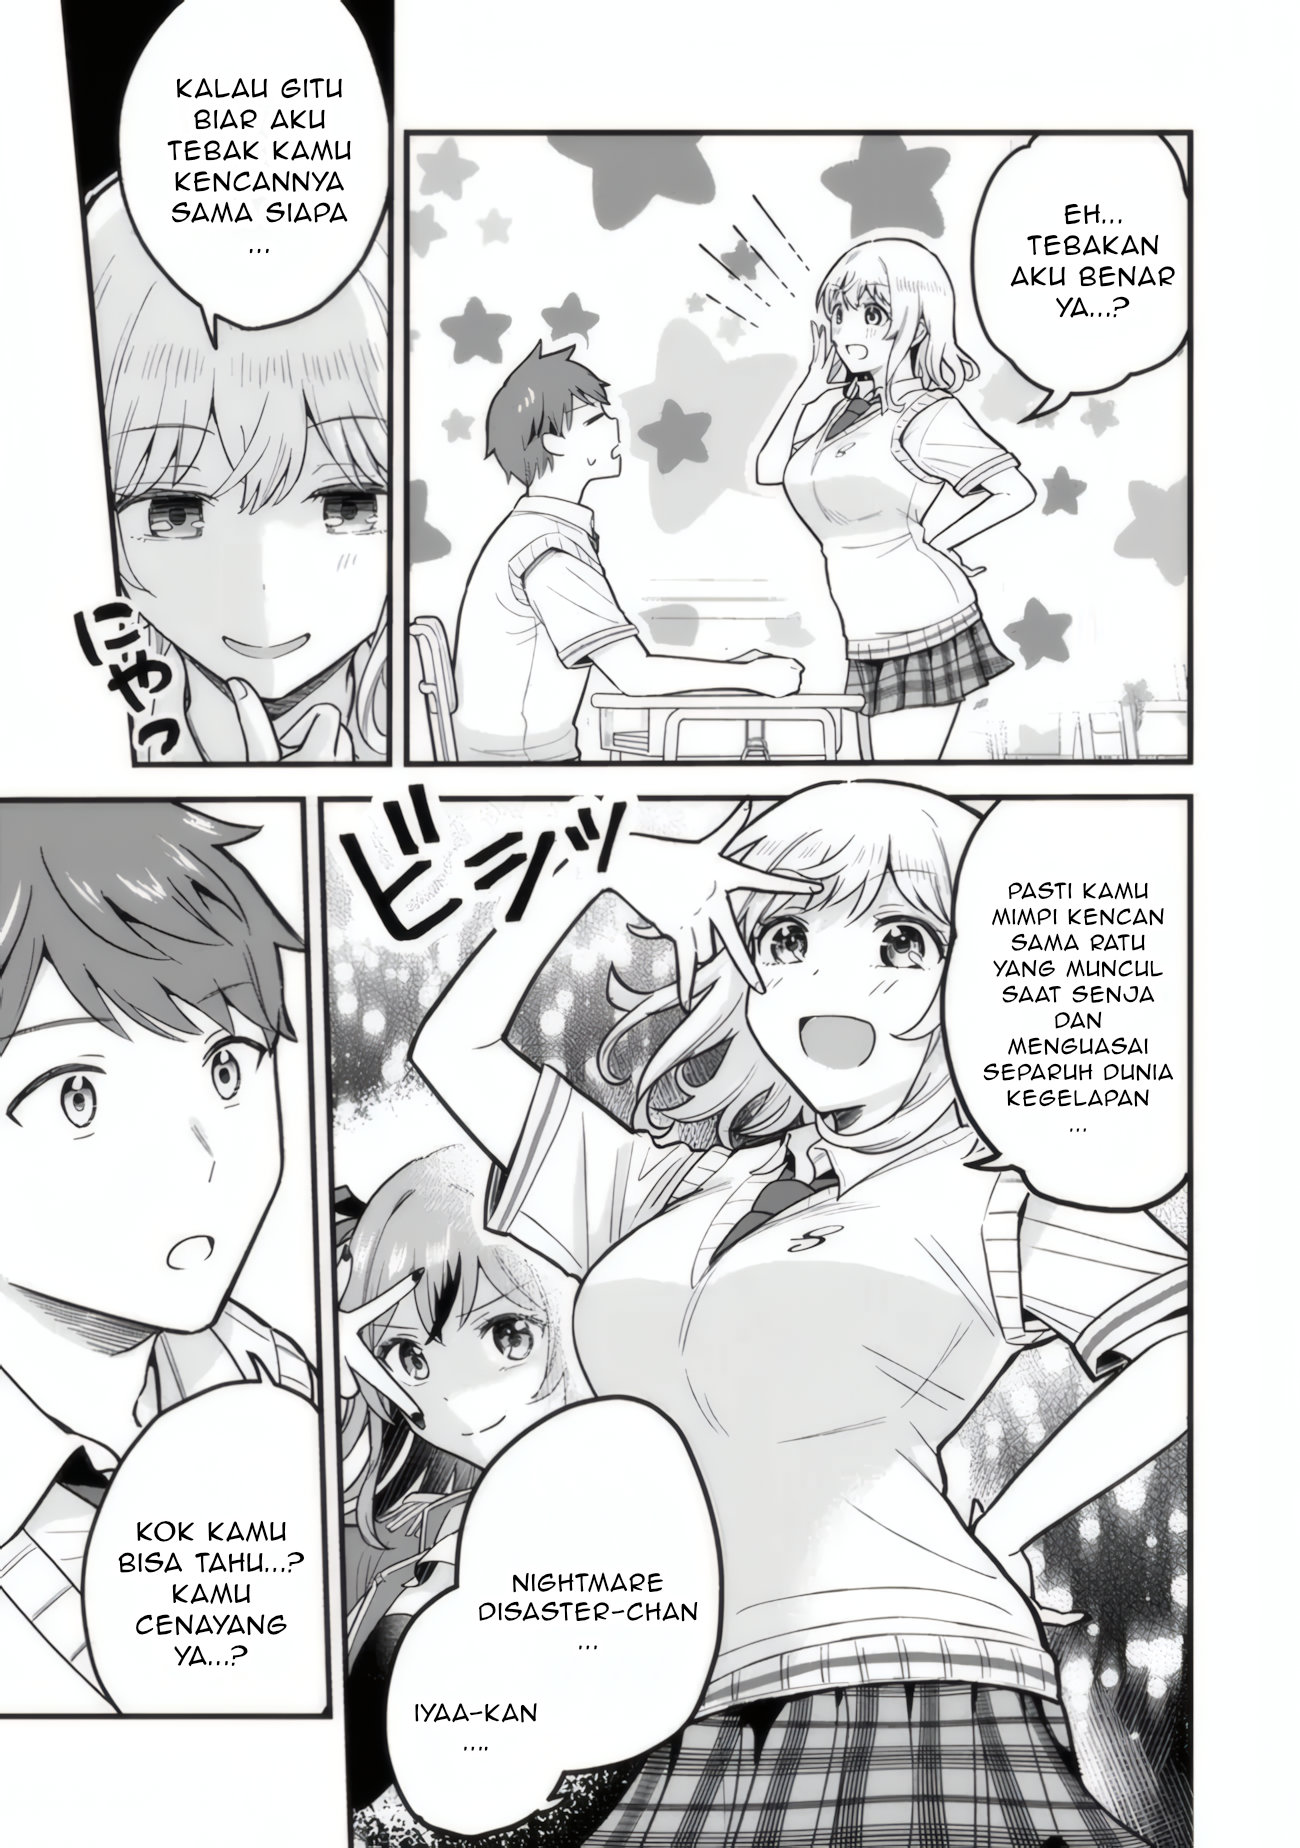 EH...
TEBAKAN
AKU BENAR
YA...?
KALAU GITU
BIAR AKU
TEBAK KAMU
KENCANNYA
SAMA SIAPA
...
にやっ
ビシッ
PASTI KAMU
MIMPI KENCAN
SAMA RATU
YANG MUNCUL
SAAT SENJA
DAN
MENGUASAI
SEPARUH DUNIA
KEGELAPAN
...
S
NIGHTMARE
DISASTER-CHAN
...
IYAA-KAN
....
KOK KAMU
BISA TAHU...?
KAMU
CENAYANG
YA...?